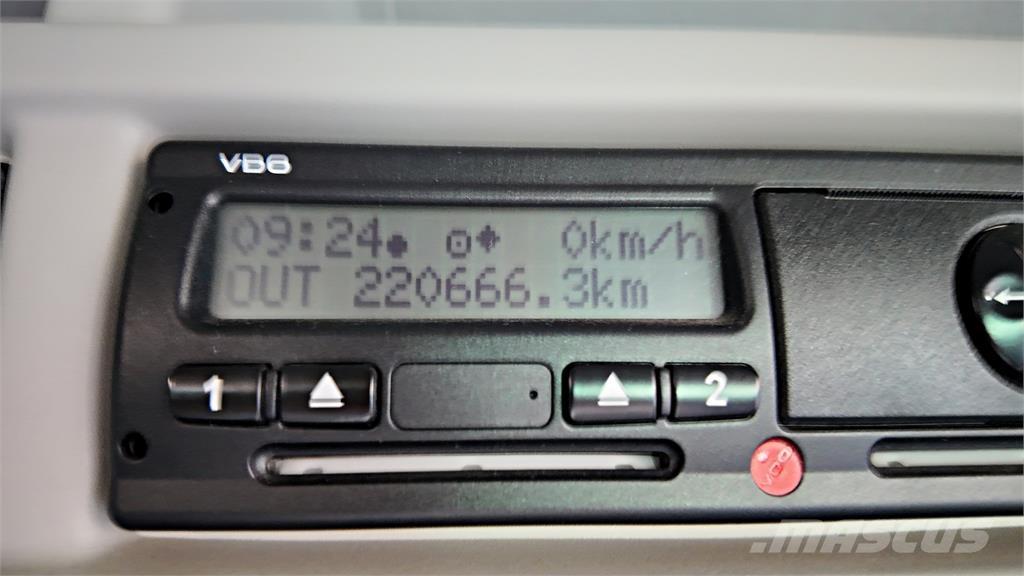 VDO
09:24 0km/h
OUT 220666.3km
1 2
VDO
MASCUS